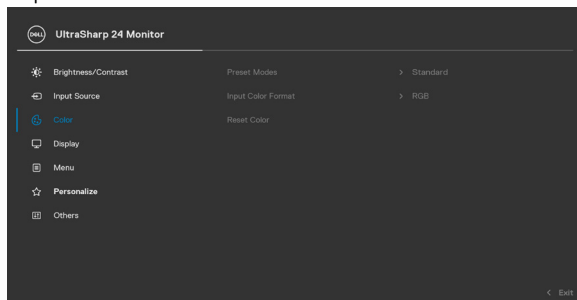 DELL UltraSharp 24 Monitor
Brightness/Contrast Preset Modes > Standard
Input Source Input Color Format > RGB
Color Reset Color
Display
Menu
Personalize
Others
< Exit